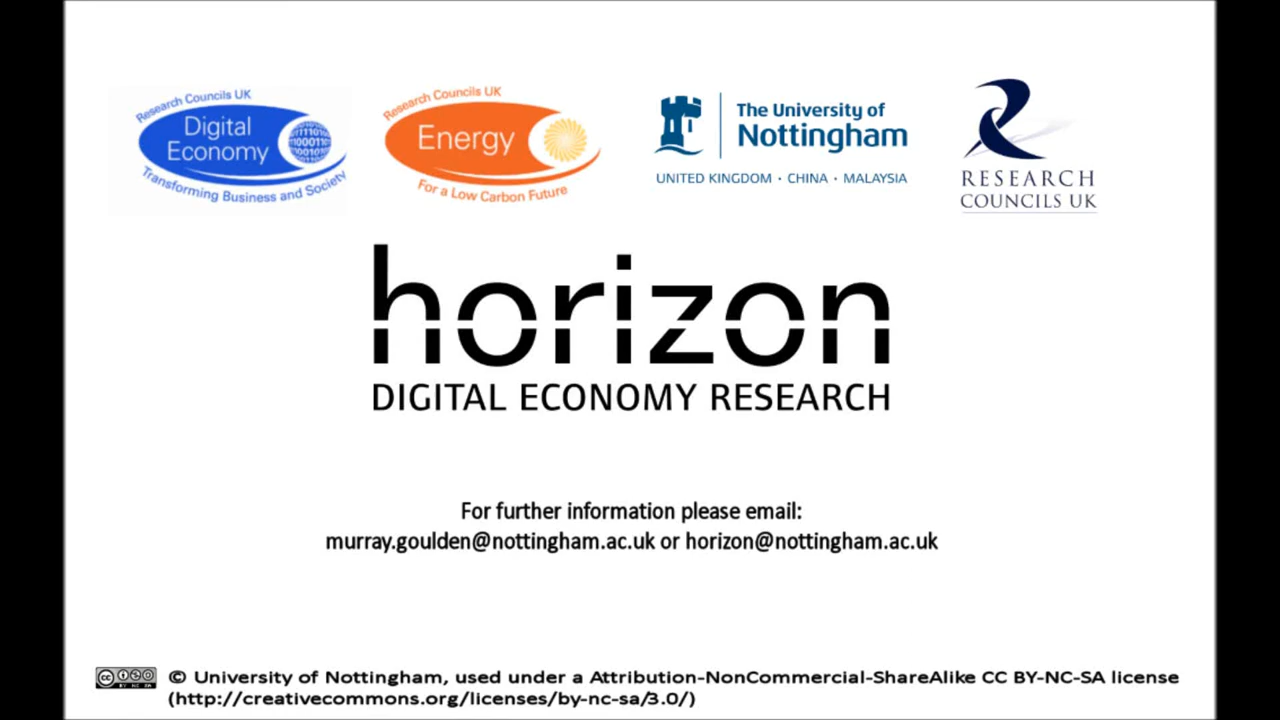 Research Councils UK
Digital
Economy
Transforming Business and Society
Research Councils UK
Energy
For a Low Carbon Future
The University of
Nottingham
UNITED KINGDOM · CHINA · MALAYSIA
RESEARCH
COUNCILS UK
horizon
DIGITAL ECONOMY RESEARCH
For further information please email:
murray.goulden@nottingham.ac.uk or horizon@nottingham.ac.uk
© University of Nottingham, used under a Attribution-NonCommercial-ShareAlike CC BY-NC-SA license
(http://creativecommons.org/licenses/by-nc-sa/3.0/)